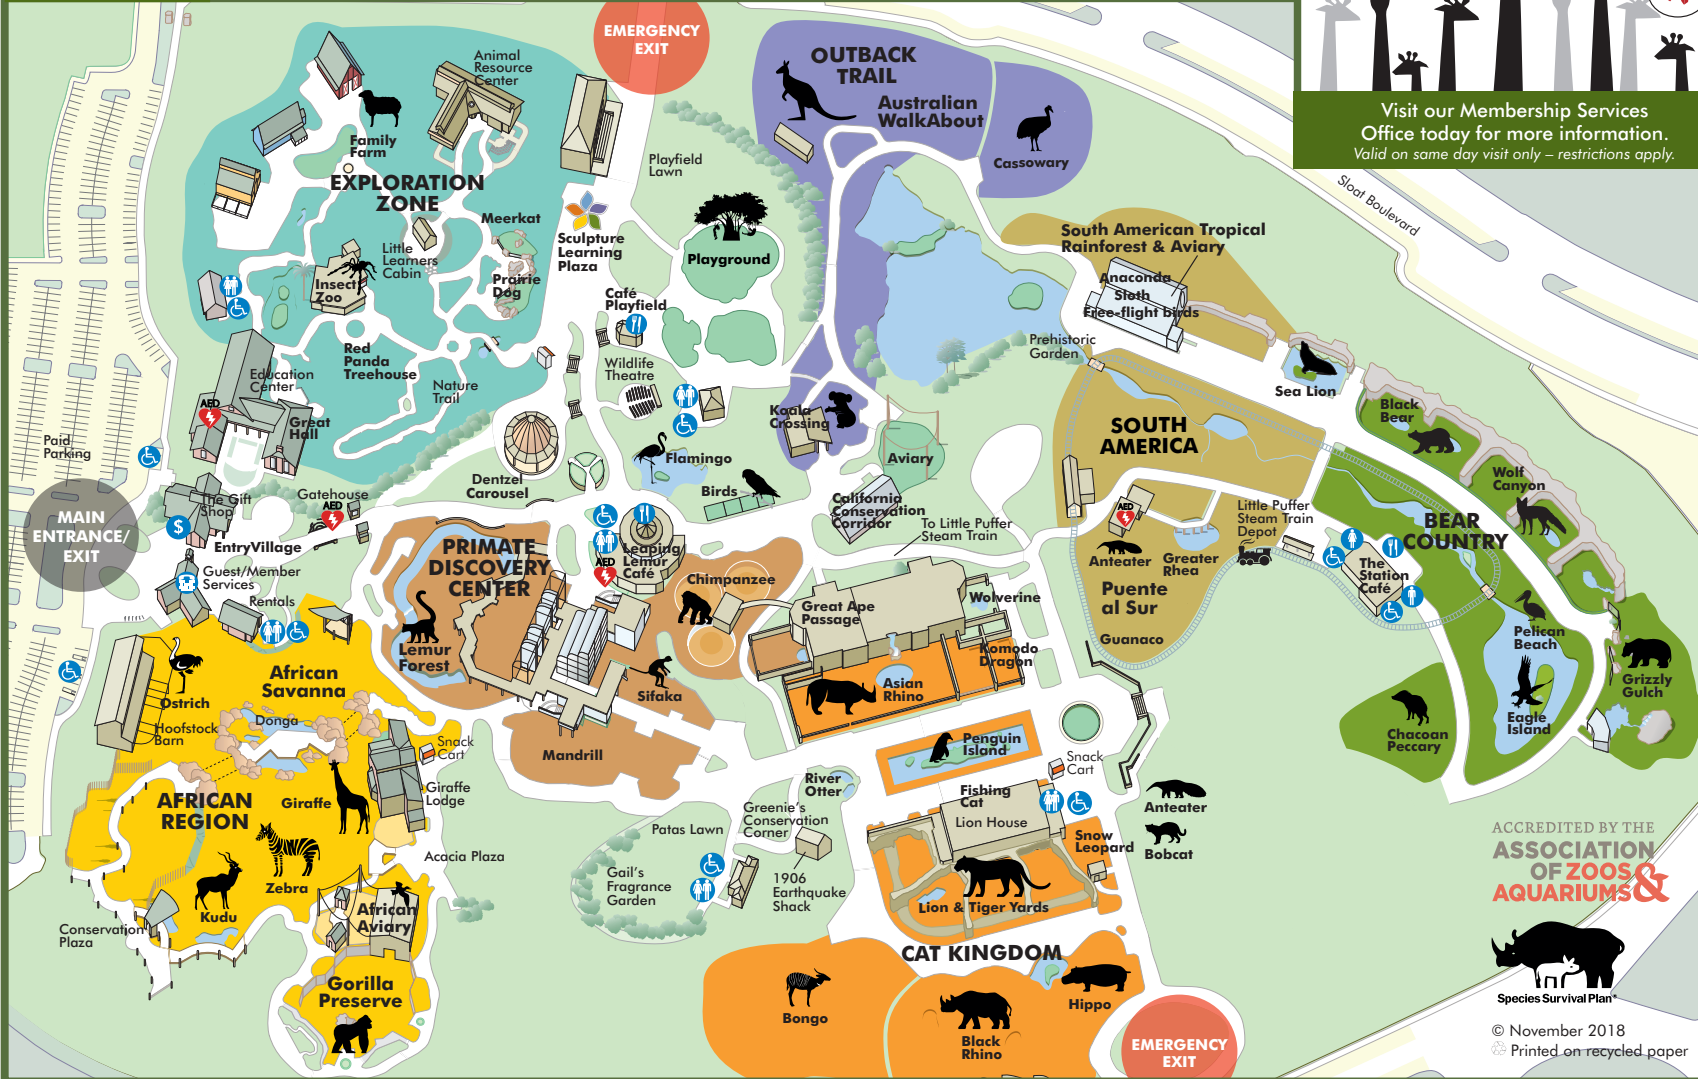 EMERGENCY
EXIT
OUTBACK
TRAIL
Australian
WalkAbout
Cassowary
Visit our Membership Services
Office today for more information.
Valid on same day visit only – restrictions apply.
Sloat Boulevard
Animal
Resource
Center
Family
Farm
EXPLORATION
ZONE
Playfield
Lawn
Meerkat
Sculpture
Learning
Plaza
Playground
Little
Learners
Cabin
Insect
Zoo
Prairie
Dog
Café
Playfield
South American Tropical
Rainforest & Aviary
Anaconda
Sloth
Free-flight birds
Prehistoric
Garden
Sea Lion
Red
Panda
Treehouse
Education
Center
Nature
Trail
Wildlife
Theatre
AED
Great
Hall
Koala
Crossing
Black
Bear
SOUTH
AMERICA
Paid
Parking
Flamingo
Aviary
Wolf
Canyon
Dentzel
Carousel
Birds
The Gift
Shop
Gatehouse
AED
$
MAIN
ENTRANCE/
EXIT
California
Conservation
Corridor
To Little Puffer
Steam Train
AED
Little Puffer
Steam Train
Depot
BEAR
COUNTRY
EntryVillage
PRIMATE
DISCOVERY
CENTER
Leaping
Lemur
Café
AED
Anteater
Greater
Rhea
The
Station
Café
Guest/Member
Services
Chimpanzee
Puente
al Sur
Rentals
Great Ape
Passage
Wolverine
Guanaco
Pelican
Beach
Lemur
Forest
Komodo
Dragon
African
Savanna
Sifaka
Asian
Rhino
Grizzly
Gulch
Ostrich
Donga
Hoofstock
Barn
Eagle
Island
Chacoan
Peccary
Snack
Cart
Mandrill
Penguin
Island
Snack
Cart
River
Otter
Giraffe
Giraffe
Lodge
AFRICAN
REGION
Greenie's
Conservation
Corner
Fishing
Cat
Lion House
Anteater
Patas Lawn
Snow
Leopard
Bobcat
Acacia Plaza
Zebra
Gail's
Fragrance
Garden
1906
Earthquake
Shack
Lion & Tiger Yards
Kudu
African
Aviary
Conservation
Plaza
CAT KINGDOM
Gorilla
Preserve
Bongo
Hippo
Black
Rhino
EMERGENCY
EXIT
ACCREDITED BY THE
ASSOCIATION
OF ZOOS
AQUARIUMS&
Species Survival Plan®
© November 2018
Printed on recycled paper